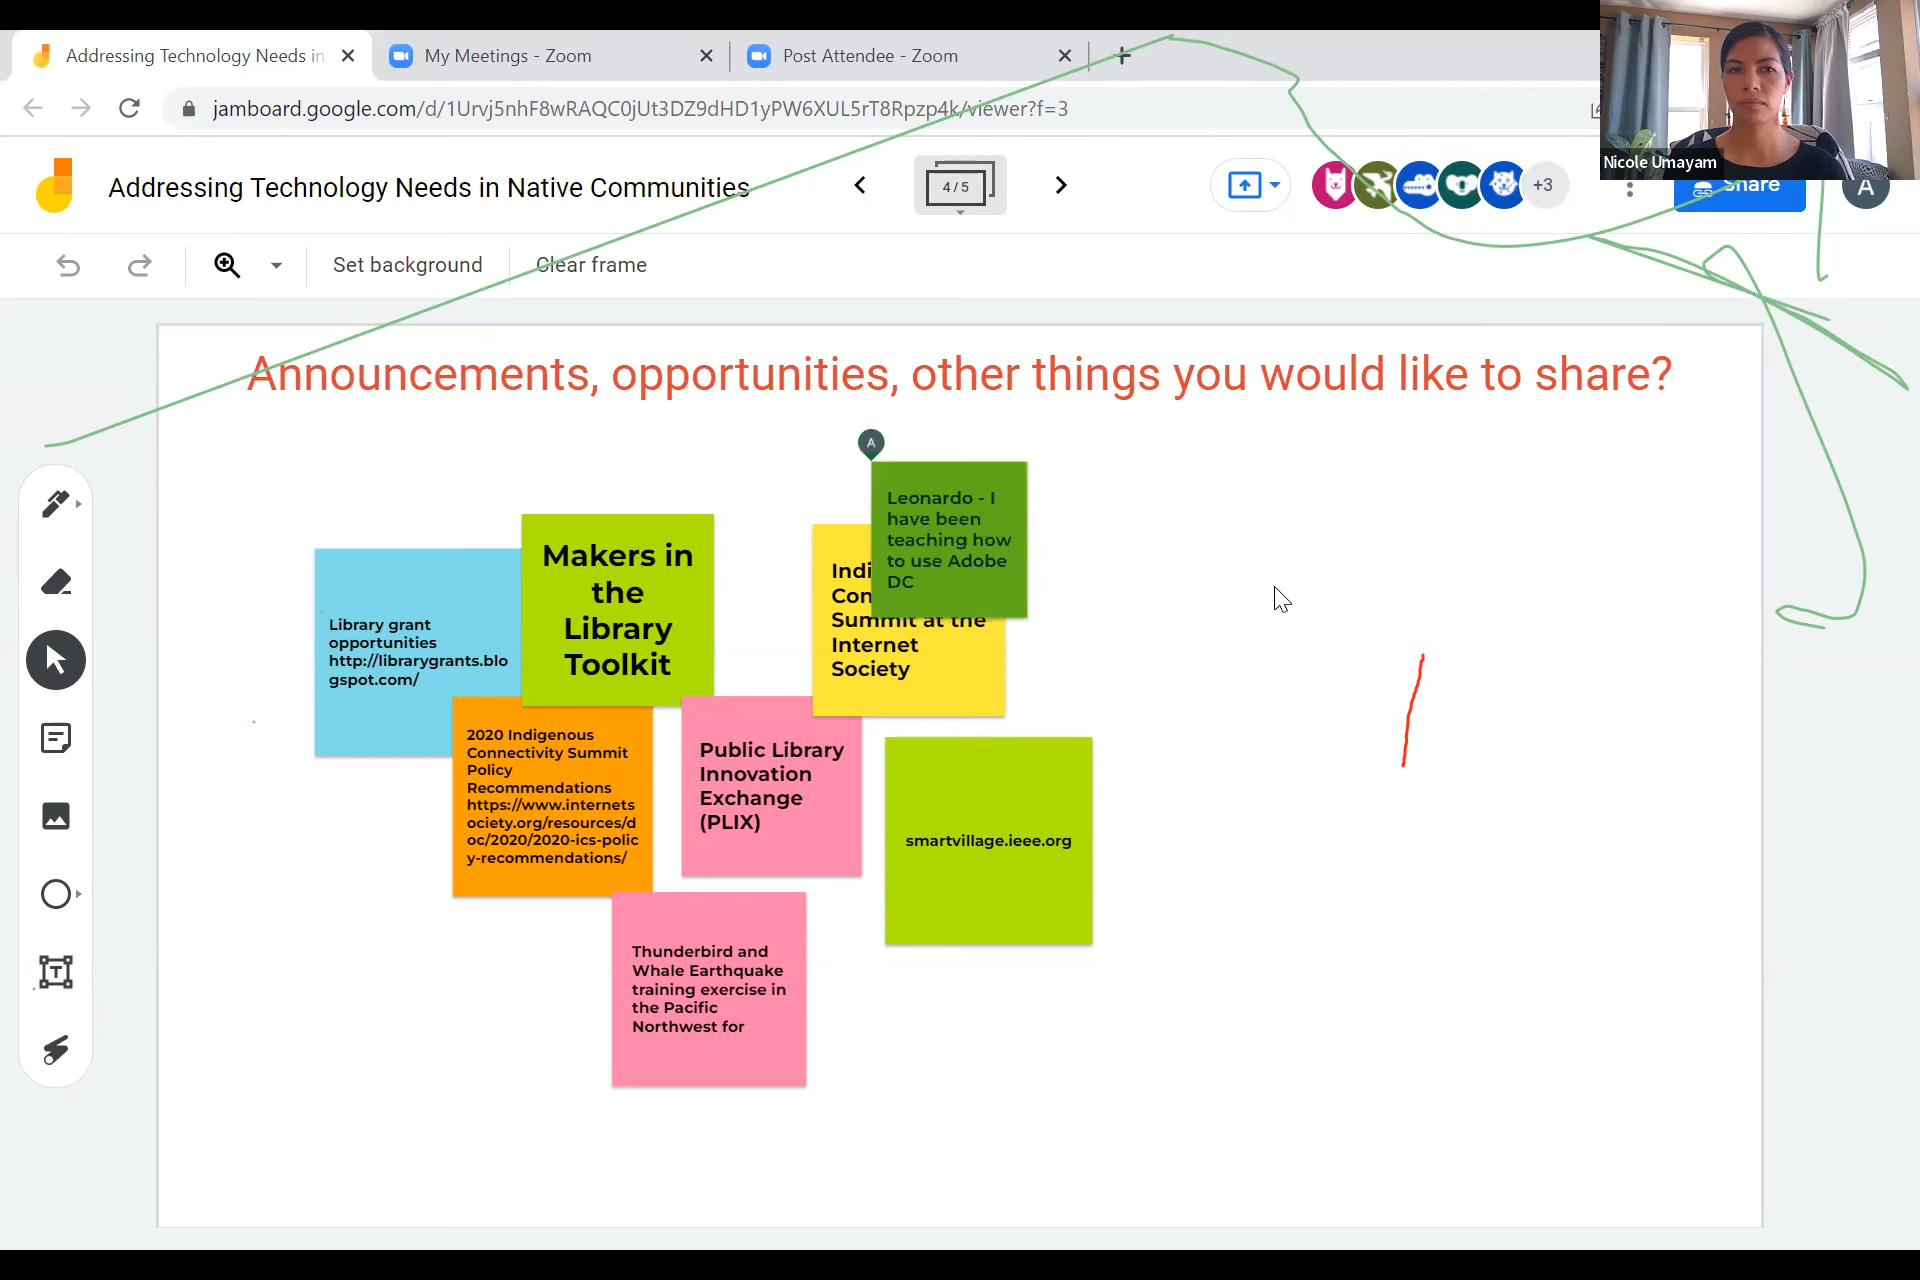 Addressing Technology Needs in
My Meetings - Zoom
Post Attendee - Zoom
jamboard.google.com/d/1Urvj5nhF8wRAQC0jUt3DZ9dHD1yPW6XUL5rT8Rpzp4k/viewer?f=3
Nicole Umayam
Addressing Technology Needs in Native Communities
4 / 5
+3
Share
A
Set background
Clear frame
Announcements, opportunities, other things you would like to share?
A
Leonardo - I
have been
teaching how
to use Adobe
DC
Makers in
the
Library
Toolkit
Indi
Con
Summit at the
Internet
Society
Library grant
opportunities
http://librarygrants.blo
gspot.com/
2020 Indigenous
Connectivity Summit
Policy
Recommendations
https://www.internets
ociety.org/resources/d
oc/2020/2020-ics-polic
y-recommendations/
Public Library
Innovation
Exchange
(PLIX)
smartvillage.ieee.org
Thunderbird and
Whale Earthquake
training exercise in
the Pacific
Northwest for